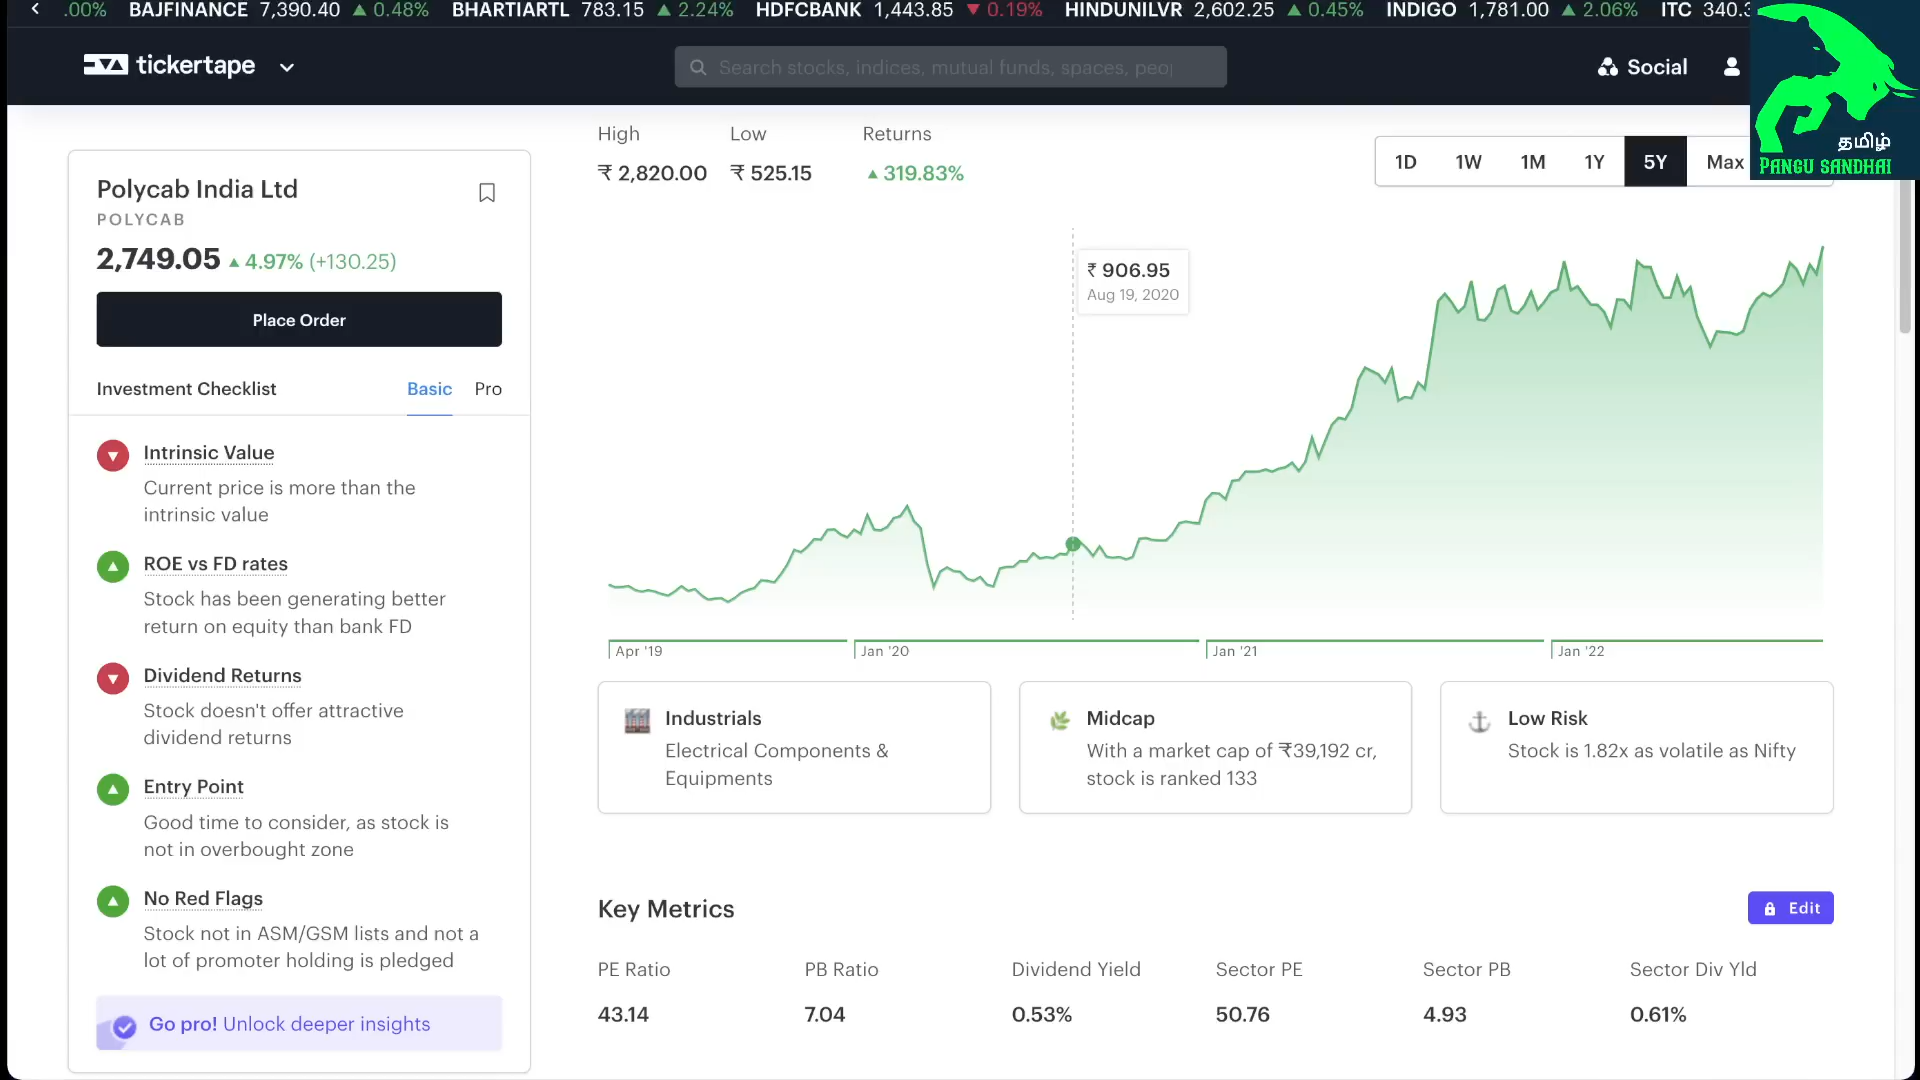 .00% BAJFINANCE 7,390.40 ▲ 0.48% BHARTIARTL 783.15 ▲ 2.24% HDFCBANK 1,443.85 ▼ 0.19% HINDUNILVR 2,602.25 ▲ 0.45% INDIGO 1,781.00 ▲ 2.06% ITC 340.3
tickertape
Search stocks, indices, mutual funds, spaces, peo
Social
தமிழ்
PANGU SANDHAI
Polycab India Ltd
POLYCAB
2,749.05 ▲ 4.97% (+130.25)
Place Order
Investment Checklist Basic Pro
Intrinsic Value
Current price is more than the
intrinsic value
ROE vs FD rates
Stock has been generating better
return on equity than bank FD
Dividend Returns
Stock doesn't offer attractive
dividend returns
Entry Point
Good time to consider, as stock is
not in overbought zone
No Red Flags
Stock not in ASM/GSM lists and not a
lot of promoter holding is pledged
Go pro! Unlock deeper insights
High Low Returns
₹ 2,820.00 ₹ 525.15 ▲ 319.83%
1D 1W 1M 1Y 5Y Max
₹ 906.95
Aug 19, 2020
Apr '19 Jan '20 Jan '21 Jan '22
Industrials
Electrical Components &
Equipments
Midcap
With a market cap of ₹39,192 cr,
stock is ranked 133
Low Risk
Stock is 1.82x as volatile as Nifty
Key Metrics
Edit
PE Ratio PB Ratio Dividend Yield Sector PE Sector PB Sector Div Yld
43.14 7.04 0.53% 50.76 4.93 0.61%